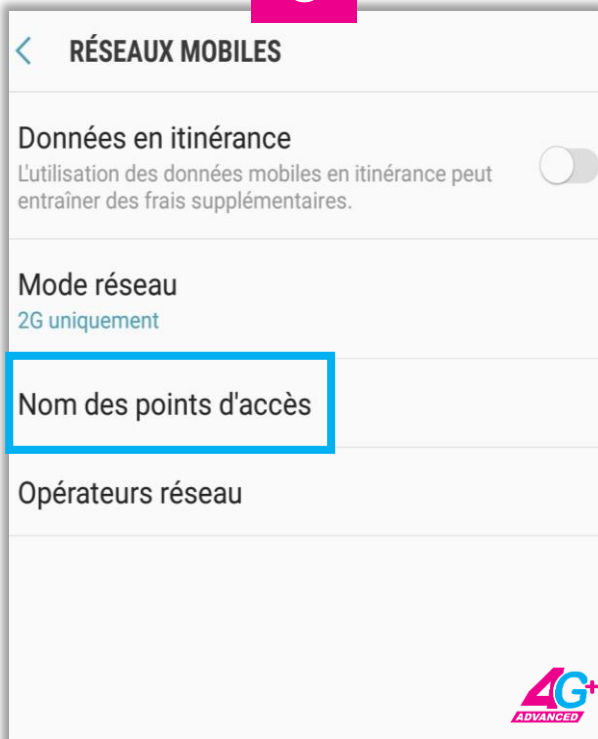 RÉSEAUX MOBILES
Données en itinérance
L'utilisation des données mobiles en itinérance peut
entraîner des frais supplémentaires.
Mode réseau
2G uniquement
Nom des points d'accès
Opérateurs réseau
4G+
ADVANCED